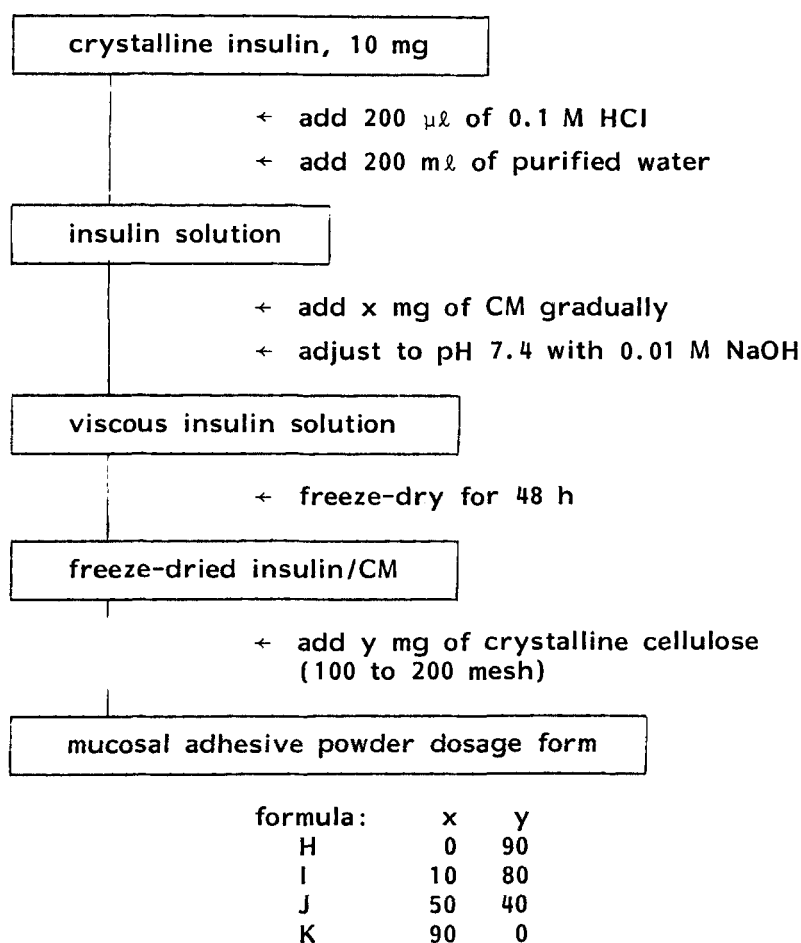 crystalline insulin, 10 mg
← add 200 μℓ of 0.1 M HCl
← add 200 mℓ of purified water
insulin solution
← add x mg of CM gradually
← adjust to pH 7.4 with 0.01 M NaOH
viscous insulin solution
← freeze-dry for 48 h
freeze-dried insulin/CM
← add y mg of crystalline cellulose
(100 to 200 mesh)
mucosal adhesive powder dosage form
formula: x y
H 0 90
I 10 80
J 50 40
K 90 0